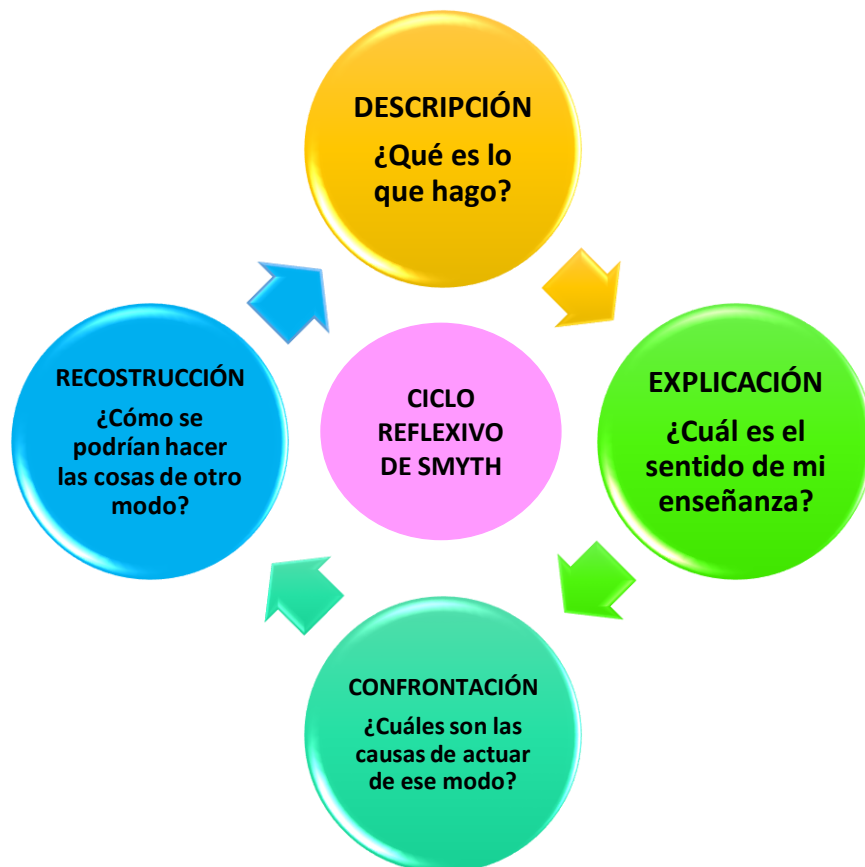 DESCRIPCIÓN
¿Qué es lo
que hago?
EXPLICACIÓN
¿Cuál es el
sentido de mi
enseñanza?
CONFRONTACIÓN
¿Cuáles son las
causas de actuar
de ese modo?
RECOSTRUCCIÓN
¿Cómo se
podrían hacer
las cosas de otro
modo?
CICLO
REFLEXIVO
DE SMYTH